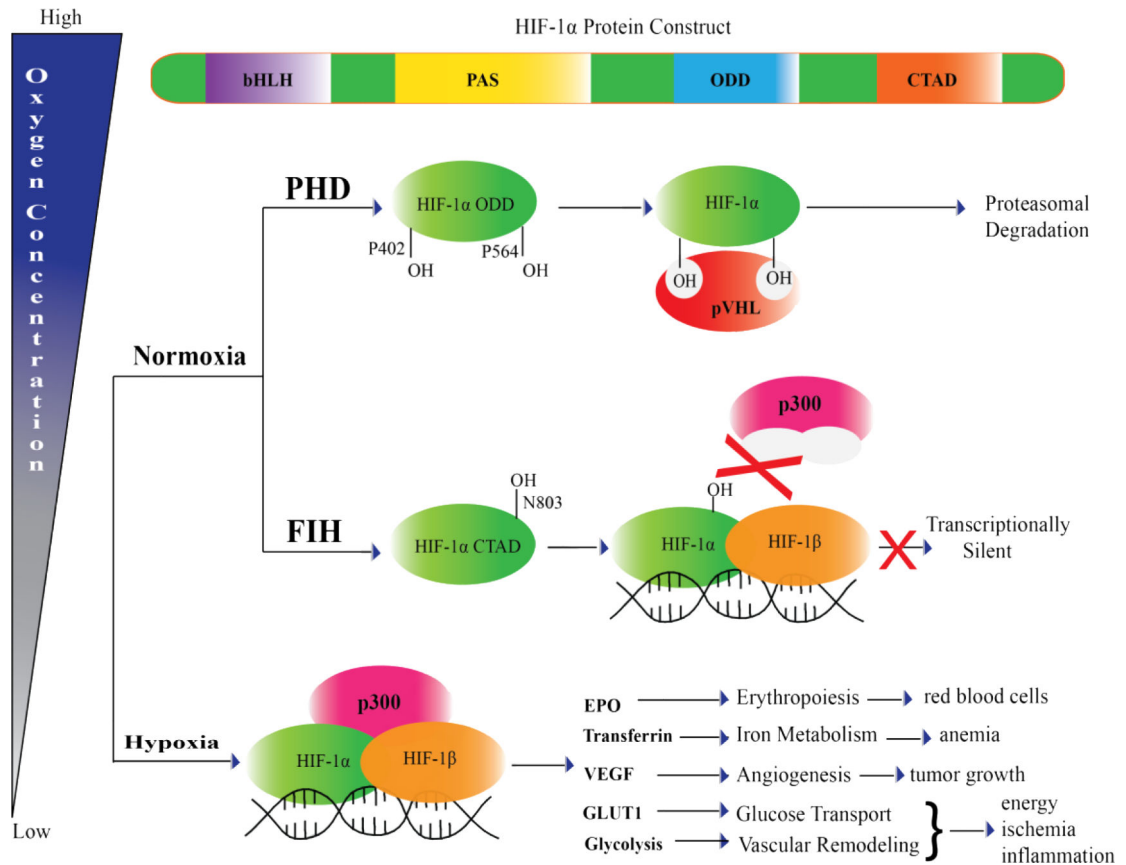 High
Oxygen Concentration
Low
HIF-1α Protein Construct
bHLH PAS ODD CTAD
PHD
HIF-1α ODD
P402
OH
P564
OH
HIF-1α
OH
OH
pVHL
Proteasomal
Degradation
Normoxia
FIH
OH
N803
HIF-1α CTAD
p300
OH
HIF-1α
HIF-1β
X
Transcriptionally
Silent
Hypoxia
p300
HIF-1α
HIF-1β
EPO Erythropoiesis red blood cells
Transferrin Iron Metabolism anemia
VEGF Angiogenesis tumor growth
GLUT1 Glucose Transport
Glycolysis Vascular Remodeling
energy
ischemia
inflammation